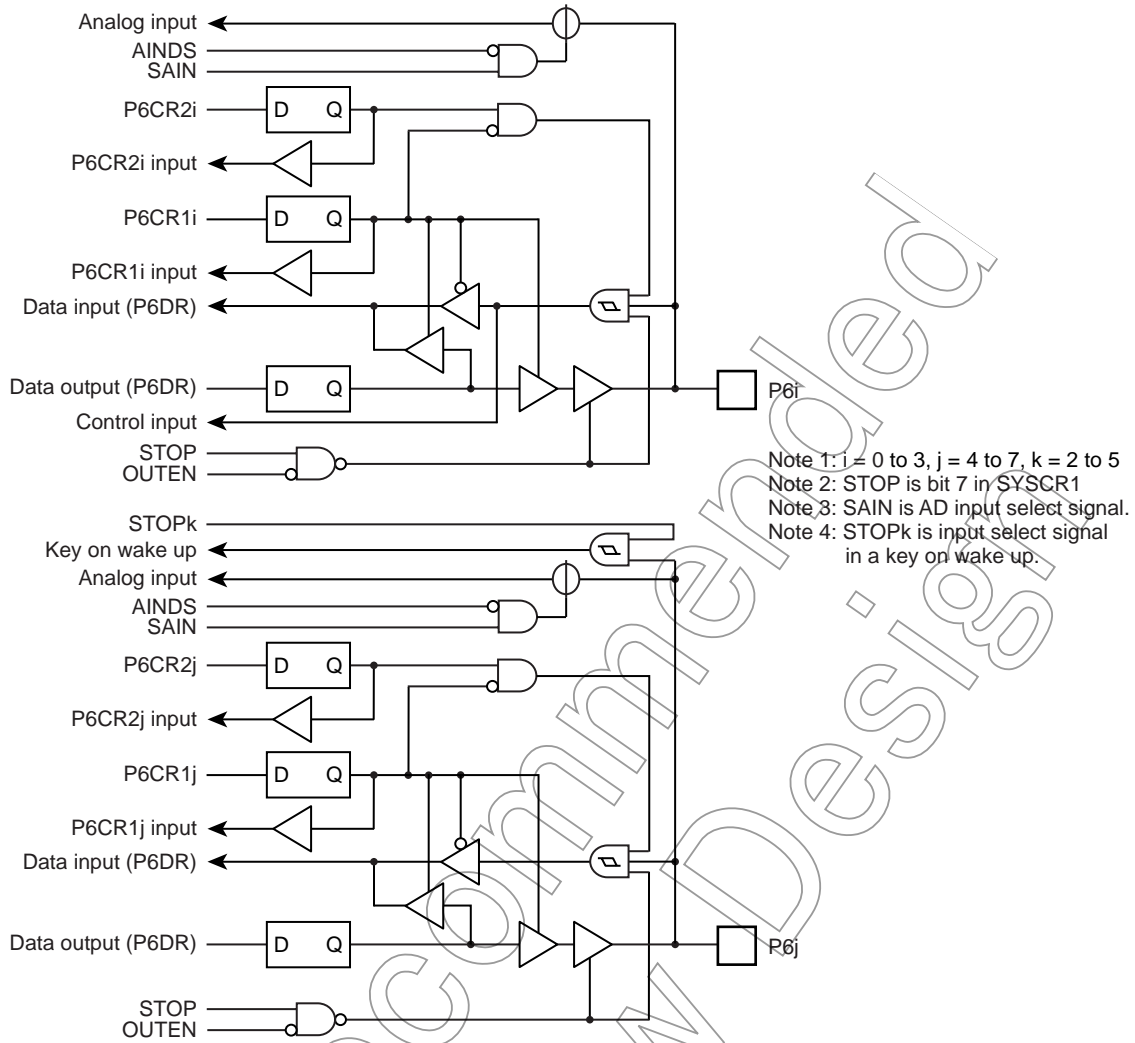 Analog input
AINDS
SAIN
P6CR2i
D Q
P6CR2i input
P6CR1i
D Q
P6CR1i input
Data input (P6DR)
Data output (P6DR)
D Q
P6i
Control input
STOP
OUTEN
Note 1: i = 0 to 3, j = 4 to 7, k = 2 to 5
Note 2: STOP is bit 7 in SYSCR1
Note 3: SAIN is AD input select signal.
Note 4: STOPk is input select signal
in a key on wake up.
STOPk
Key on wake up
Analog input
AINDS
SAIN
P6CR2j
D Q
P6CR2j input
P6CR1j
D Q
P6CR1j input
Data input (P6DR)
Data output (P6DR)
D Q
P6j
STOP
OUTEN
commended
w Design